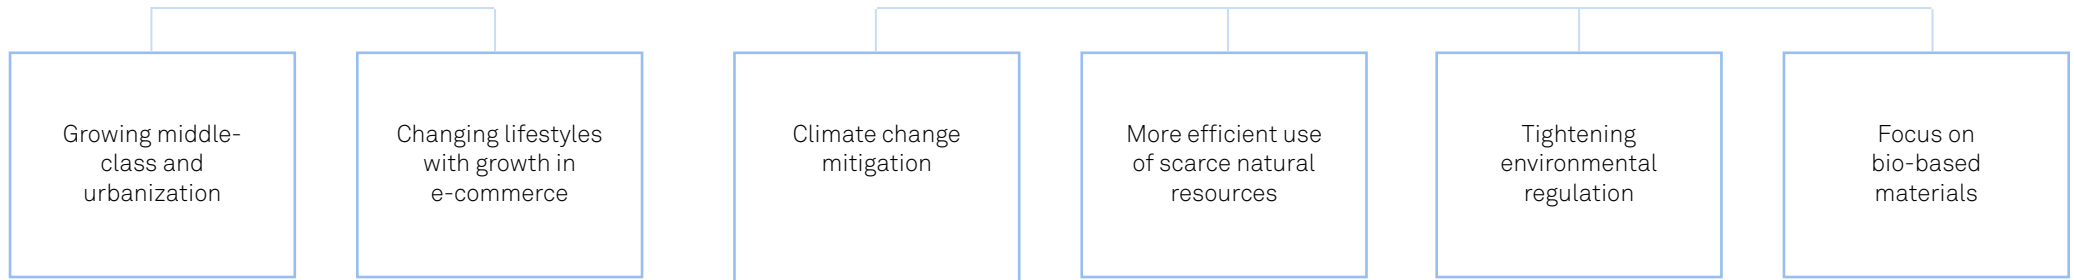 Growing middle-
class and
urbanization
Changing lifestyles
with growth in
e-commerce
Climate change
mitigation
More efficient use
of scarce natural
resources
Tightening
environmental
regulation
Focus on
bio-based
materials